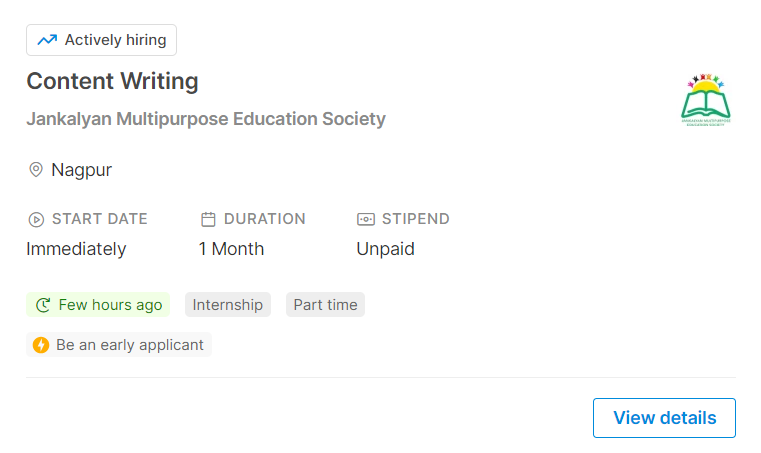 Actively hiring
Content Writing
Jankalyan Multipurpose Education Society
JANKALYAN MULTIPURPOSE
EDUCATION SOCIETY
Nagpur
START DATE DURATION STIPEND
Immediately 1 Month Unpaid
Few hours ago Internship Part time
Be an early applicant
View details